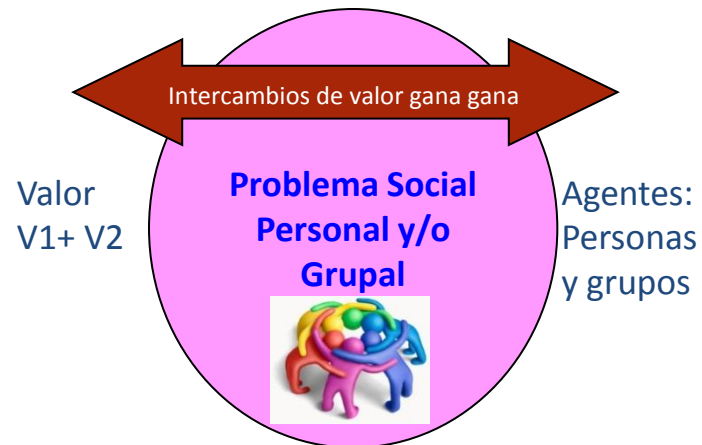 Intercambios de valor gana gana
Valor
V1+ V2
Problema Social
Personal y/o
Grupal
Agentes:
Personas
y grupos